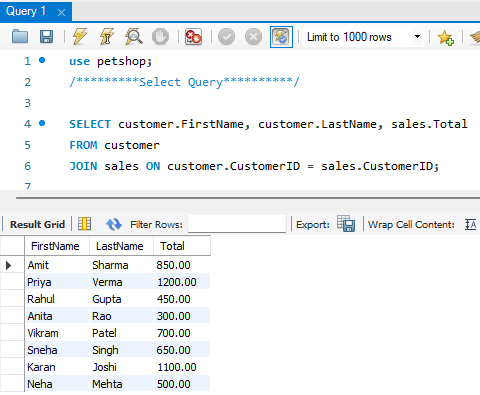 Query 1
Limit to 1000 rows
1 use petshop;
2 /*********Select Query**********/
3
4 SELECT customer.FirstName, customer.LastName, sales.Total
5 FROM customer
6 JOIN sales ON customer.CustomerID = sales.CustomerID;
7
Result Grid Filter Rows: Export: Wrap Cell Content:
FirstName LastName Total
Amit Sharma 850.00
Priya Verma 1200.00
Rahul Gupta 450.00
Anita Rao 300.00
Vikram Patel 700.00
Sneha Singh 650.00
Karan Joshi 1100.00
Neha Mehta 500.00